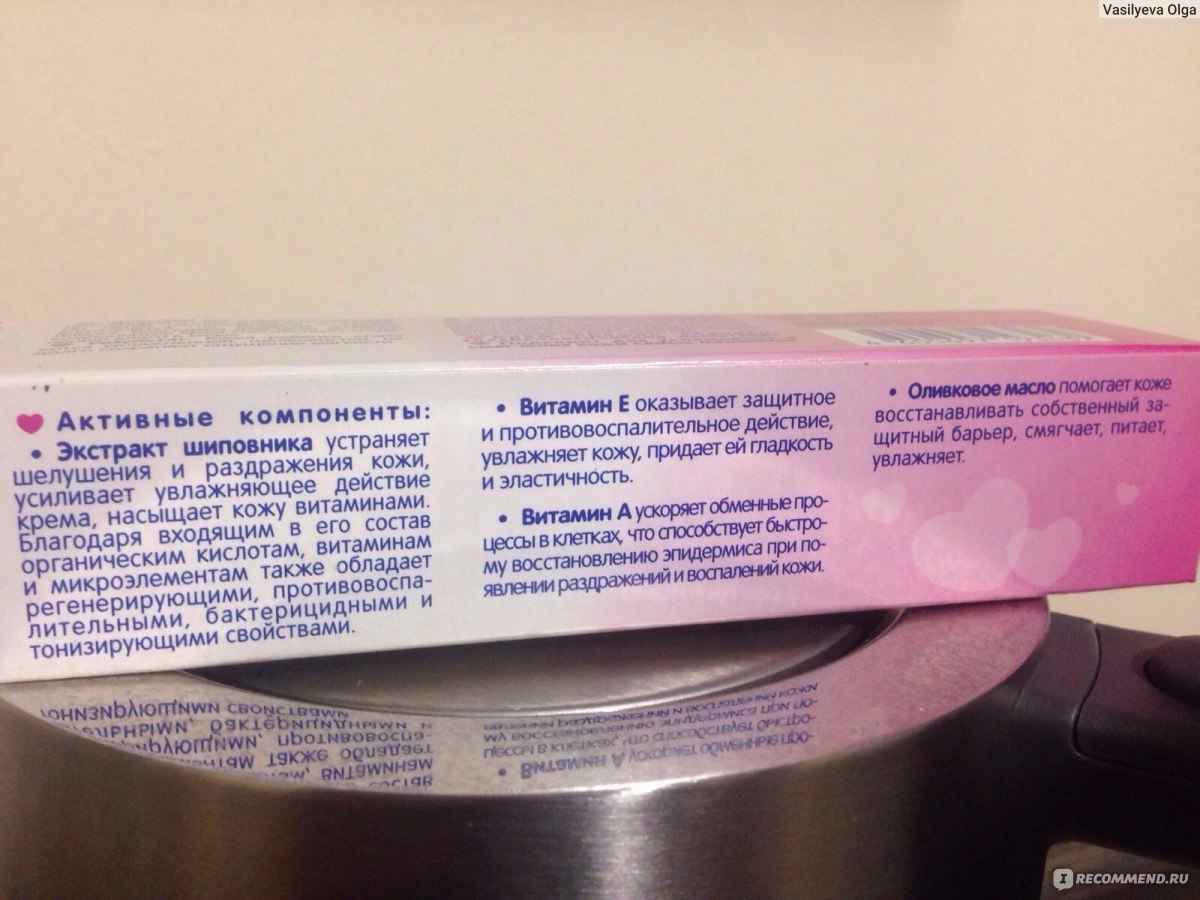 Vasilyeva Olga
Активные компоненты:
• Экстракт шиповника устраняет
шелушения и раздражения кожи,
усиливает увлажняющее действие
крема, насыщает кожу витаминами.
Благодаря входящим в его состав
органическим кислотам, витаминам
и микроэлементам также обладает
регенерирующими, противовоспа-
лительными, бактерицидными и
тонизирующими свойствами.
• Витамин Е оказывает защитное
и противовоспалительное действие,
увлажняет кожу, придает ей гладкость
и эластичность.
• Витамин А ускоряет обменные про-
цессы в клетках, что способствует быстро-
му восстановлению эпидермиса при по-
явлении раздражений и воспалений кожи.
• Оливковое масло помогает коже
восстанавливать собственный за-
щитный барьер, смягчает, питает,
увлажняет.
IRECOMMEND.RU